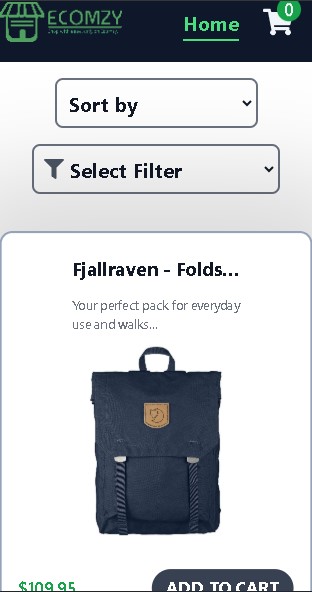 ECOMZY
Home
0
Sort by
Select Filter
Fjallraven - Folds...
Your perfect pack for everyday
use and walks...
$109.95
ADD TO CART